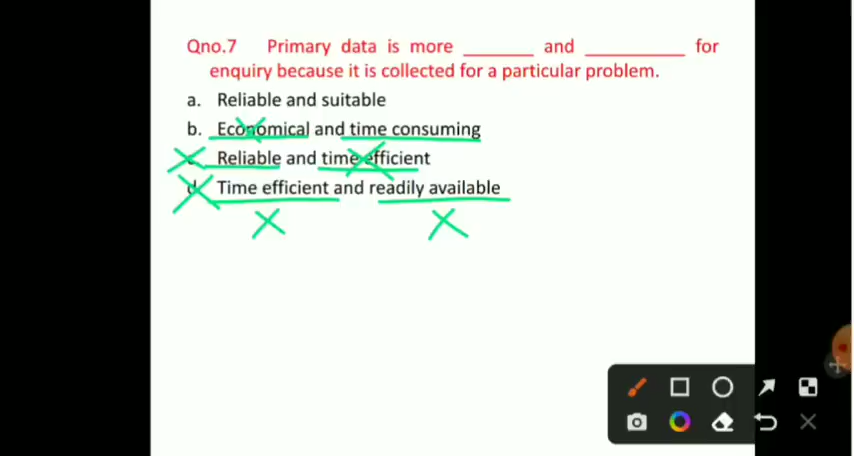 Qno.7 Primary data is more _______ and __________ for
enquiry because it is collected for a particular problem.
a. Reliable and suitable
b. Economical and time consuming
c. Reliable and time efficient
d. Time efficient and readily available